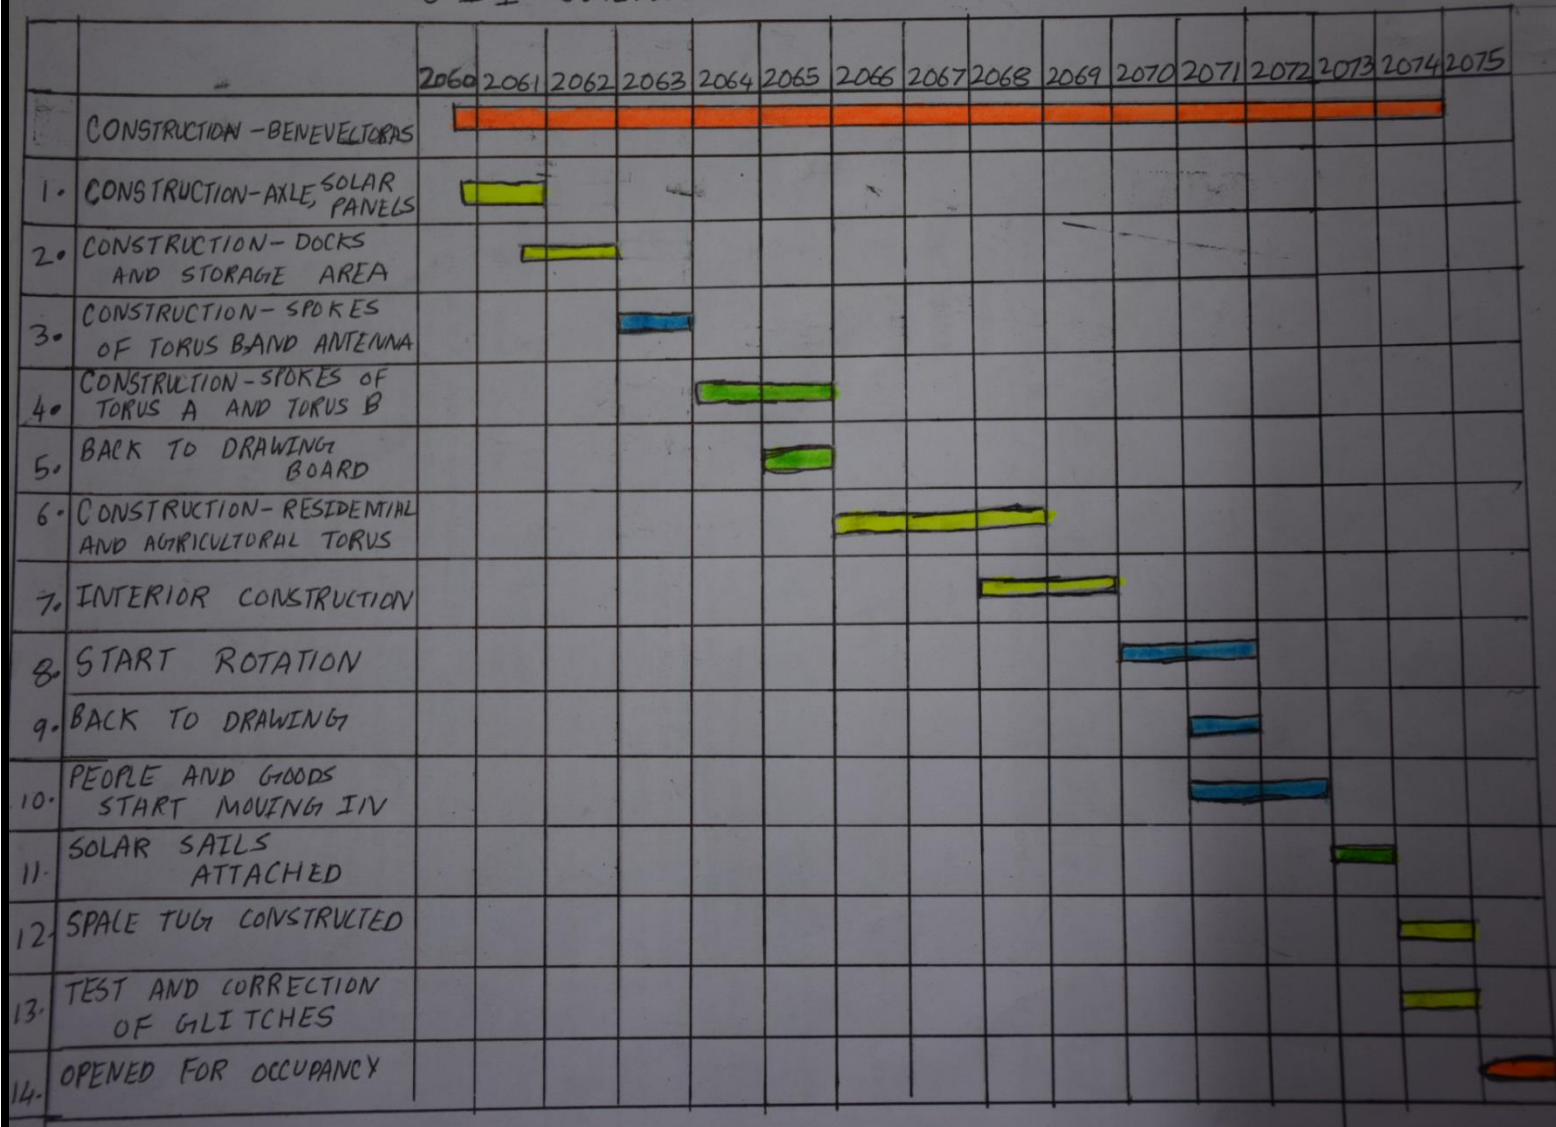 2060 2061 2062 2063 2064 2065 2066 2067 2068 2069 2070 2071 2072 2073 2074 2075
CONSTRUCTION - BENEVECTORAS
1. CONSTRUCTION-AXLE, SOLAR
PANELS
2. CONSTRUCTION- DOCKS
AND STORAGE AREA
3. CONSTRUCTION- SPOKES
OF TORUS B AND ANTENNA
4. CONSTRUCTION-SPOKES OF
TORUS A AND TORUS B
5. BACK TO DRAWING
BOARD
6. CONSTRUCTION- RESIDENTIAL
AND AGRICULTURAL TORUS
7. INTERIOR CONSTRUCTION
8. START ROTATION
9. BACK TO DRAWING
10. PEOPLE AND GOODS
START MOVING IN
11. SOLAR SAILS
ATTACHED
12. SPACE TUG CONSTRUCTED
13. TEST AND CORRECTION
OF GLITCHES
14. OPENED FOR OCCUPANCY